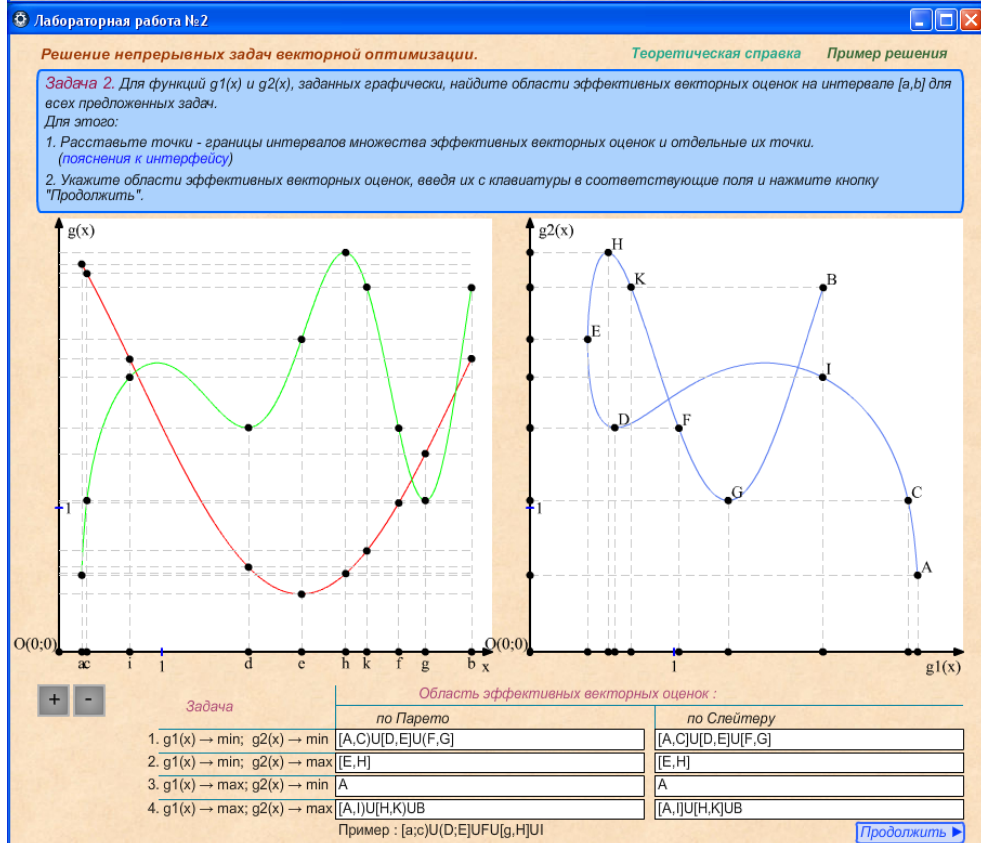 Лабораторная работа №2
Решение непрерывных задач векторной оптимизации. Теоретическая справка Пример решения
Задача 2. Для функций g1(x) и g2(x), заданных графически, найдите области эффективных векторных оценок на интервале [a,b] для
всех предложенных задач.
Для этого:
1. Расставьте точки - границы интервалов множества эффективных векторных оценок и отдельные их точки.
(пояснения к интерфейсу)
2. Укажите области эффективных векторных оценок, введя их с клавиатуры в соответствующие поля и нажмите кнопку
"Продолжить".
g(x)
1
O(0;0)
a c i 1 d e h k f g b x
g2(x)
H
K
B
E
I
D
F
G
C
1
A
O(0;0)
1
g1(x)
+ -
Задача
Область эффективных векторных оценок :
по Парето по Слейтеру
1. g1(x) → min; g2(x) → min [A,C)U[D,E]U(F,G] [A,C]U[D,E]U[F,G]
2. g1(x) → min; g2(x) → max [E,H] [E,H]
3. g1(x) → max; g2(x) → min A A
4. g1(x) → max; g2(x) → max [A,I)U[H,K)UB [A,I]U[H,K]UB
Пример : [a;c)U(D;E]UFU[g,H]UI
Продолжить